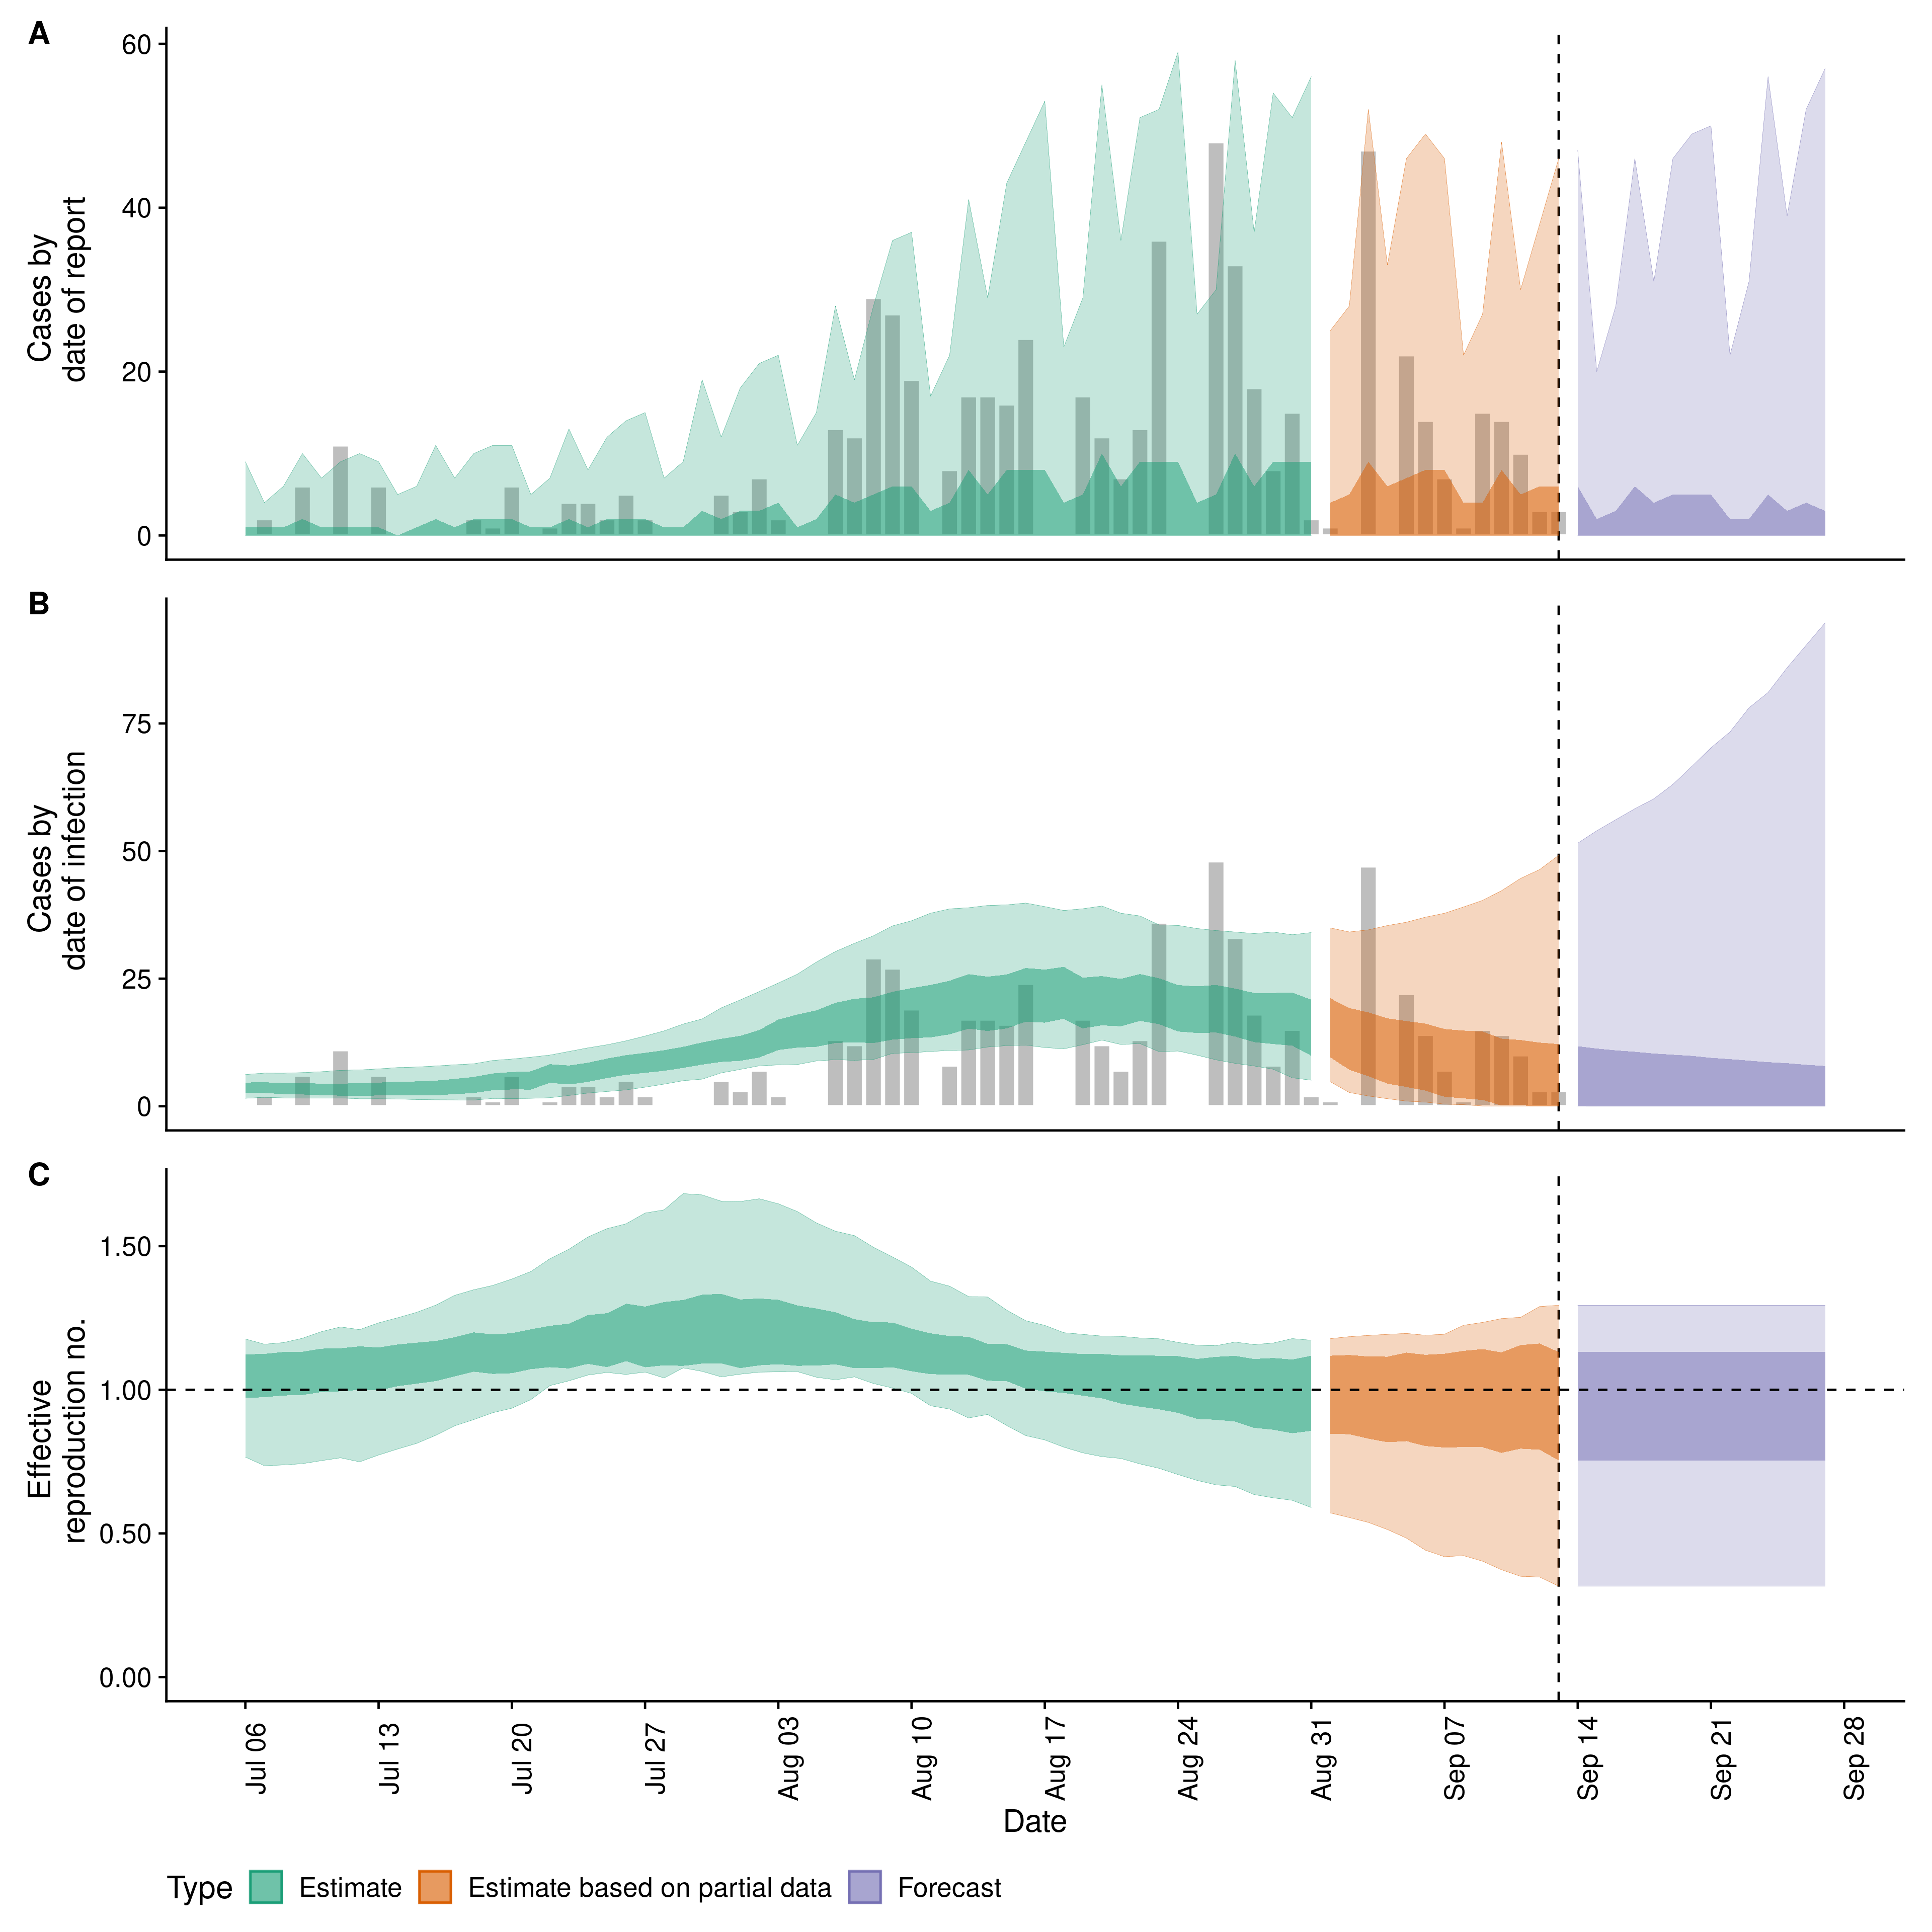 A
60
40
20
0
Cases by
date of report
B
75
50
25
0
Cases by
date of infection
C
1.50
1.00
0.50
0.00
Effective
reproduction no.
Jul 06
Jul 13
Jul 20
Jul 27
Aug 03
Aug 10
Aug 17
Aug 24
Aug 31
Sep 07
Sep 14
Sep 21
Sep 28
Date
Type Estimate Estimate based on partial data Forecast